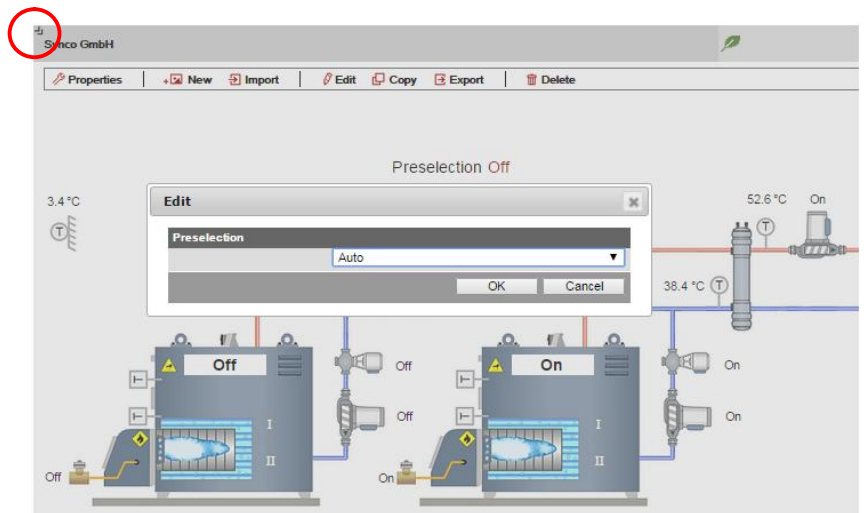 Synco GmbH
Properties New Import Edit Copy Export Delete
Preselection Off
3.4 °C
52.6 °C On
T
T
Edit
Preselection
Auto
OK Cancel
38.4 °C T
Off
On
Off
On
T
T
Off
On
T
T
I
I
II
II
Off
On